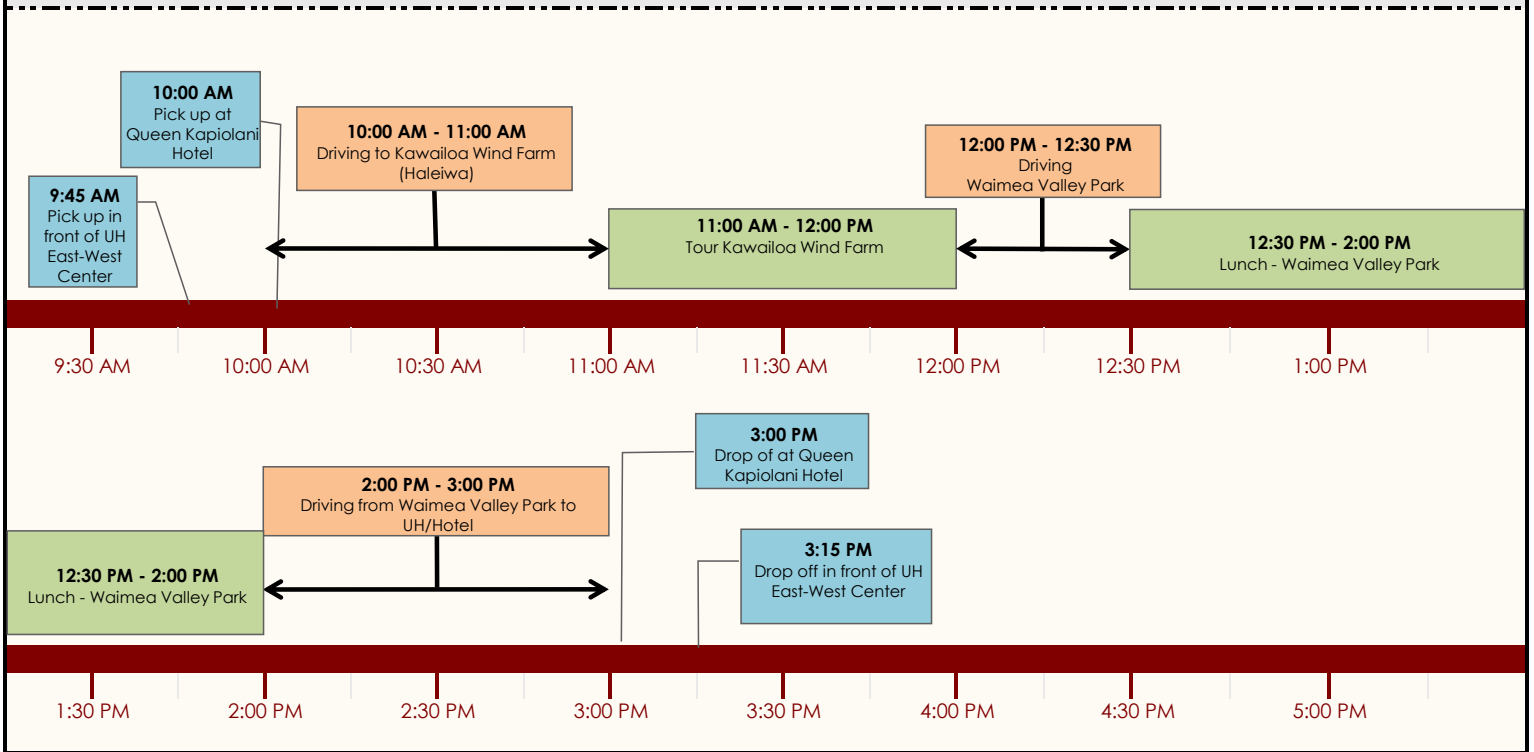 10:00 AM
Pick up at
Queen Kapiolani
Hotel
9:45 AM
Pick up in
front of UH
East-West
Center
10:00 AM - 11:00 AM
Driving to Kawailoa Wind Farm
(Haleiwa)
11:00 AM - 12:00 PM
Tour Kawailoa Wind Farm
12:00 PM - 12:30 PM
Driving
Waimea Valley Park
12:30 PM - 2:00 PM
Lunch - Waimea Valley Park
9:30 AM
10:00 AM
10:30 AM
11:00 AM
11:30 AM
12:00 PM
12:30 PM
1:00 PM
12:30 PM - 2:00 PM
Lunch - Waimea Valley Park
2:00 PM - 3:00 PM
Driving from Waimea Valley Park to
UH/Hotel
3:00 PM
Drop of at Queen
Kapiolani Hotel
3:15 PM
Drop off in front of UH
East-West Center
1:30 PM
2:00 PM
2:30 PM
3:00 PM
3:30 PM
4:00 PM
4:30 PM
5:00 PM